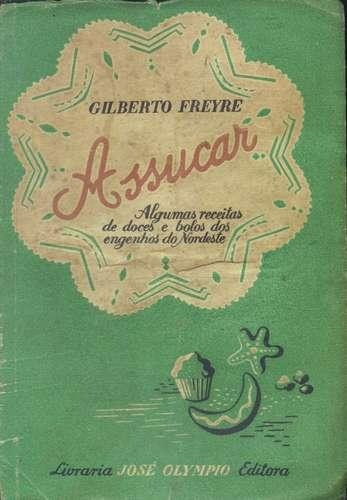 GILBERTO FREYRE
Assucar
Algumas receitas
de doces e bolos dos
engenhos do Nordeste
Livraria JOSÉ OLYMPIO Editora